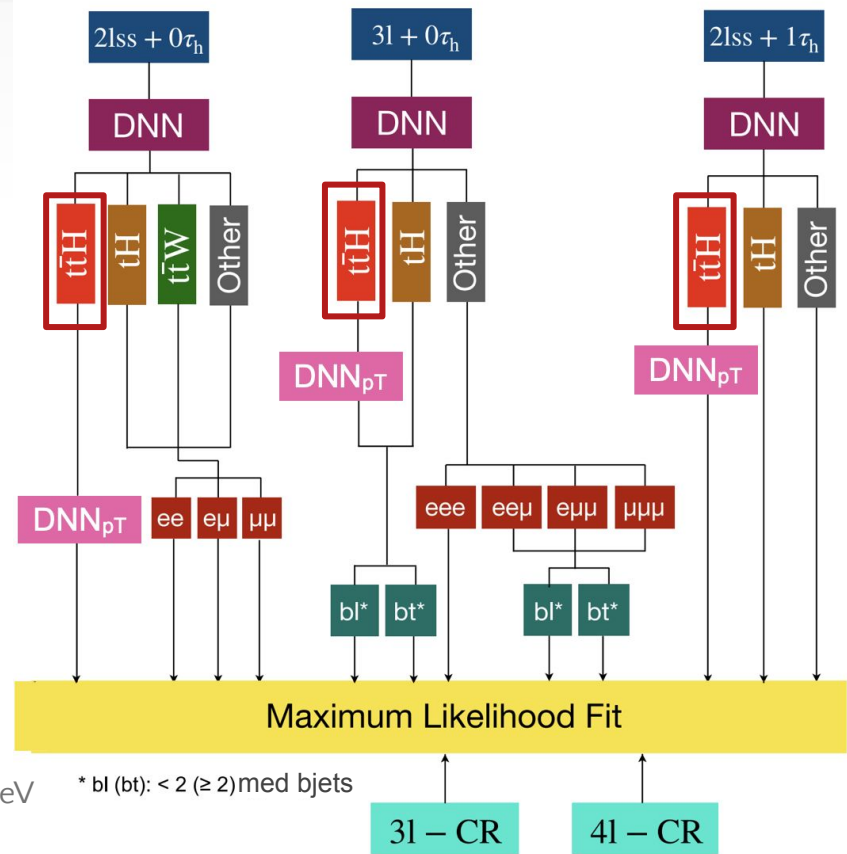 2lss + 0τh
3l + 0τh
2lss + 1τh
DNN
DNN
DNN
tt̄H
tH
tt̄W
Other
tt̄H
tH
Other
tt̄H
tH
Other
DNNpT
DNNpT
DNNpT
ee
eμ
μμ
eee
eeμ
eμμ
μμμ
bl*
bt*
bl*
bt*
Maximum Likelihood Fit
eV
* bl (bt): < 2 (≥ 2) med bjets
3l – CR
4l – CR